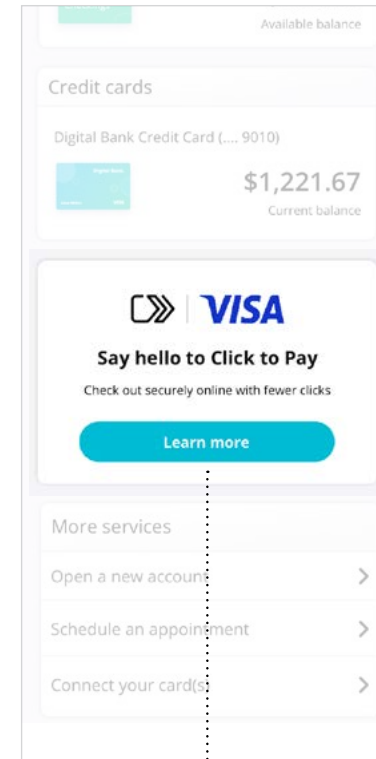 Available balance
Credit cards
Digital Bank Credit Card (.... 9010)
$1,221.67
Current balance
VISA
Say hello to Click to Pay
Check out securely online with fewer clicks
Learn more
More services
Open a new account
Schedule an appointment
Connect your card(s)